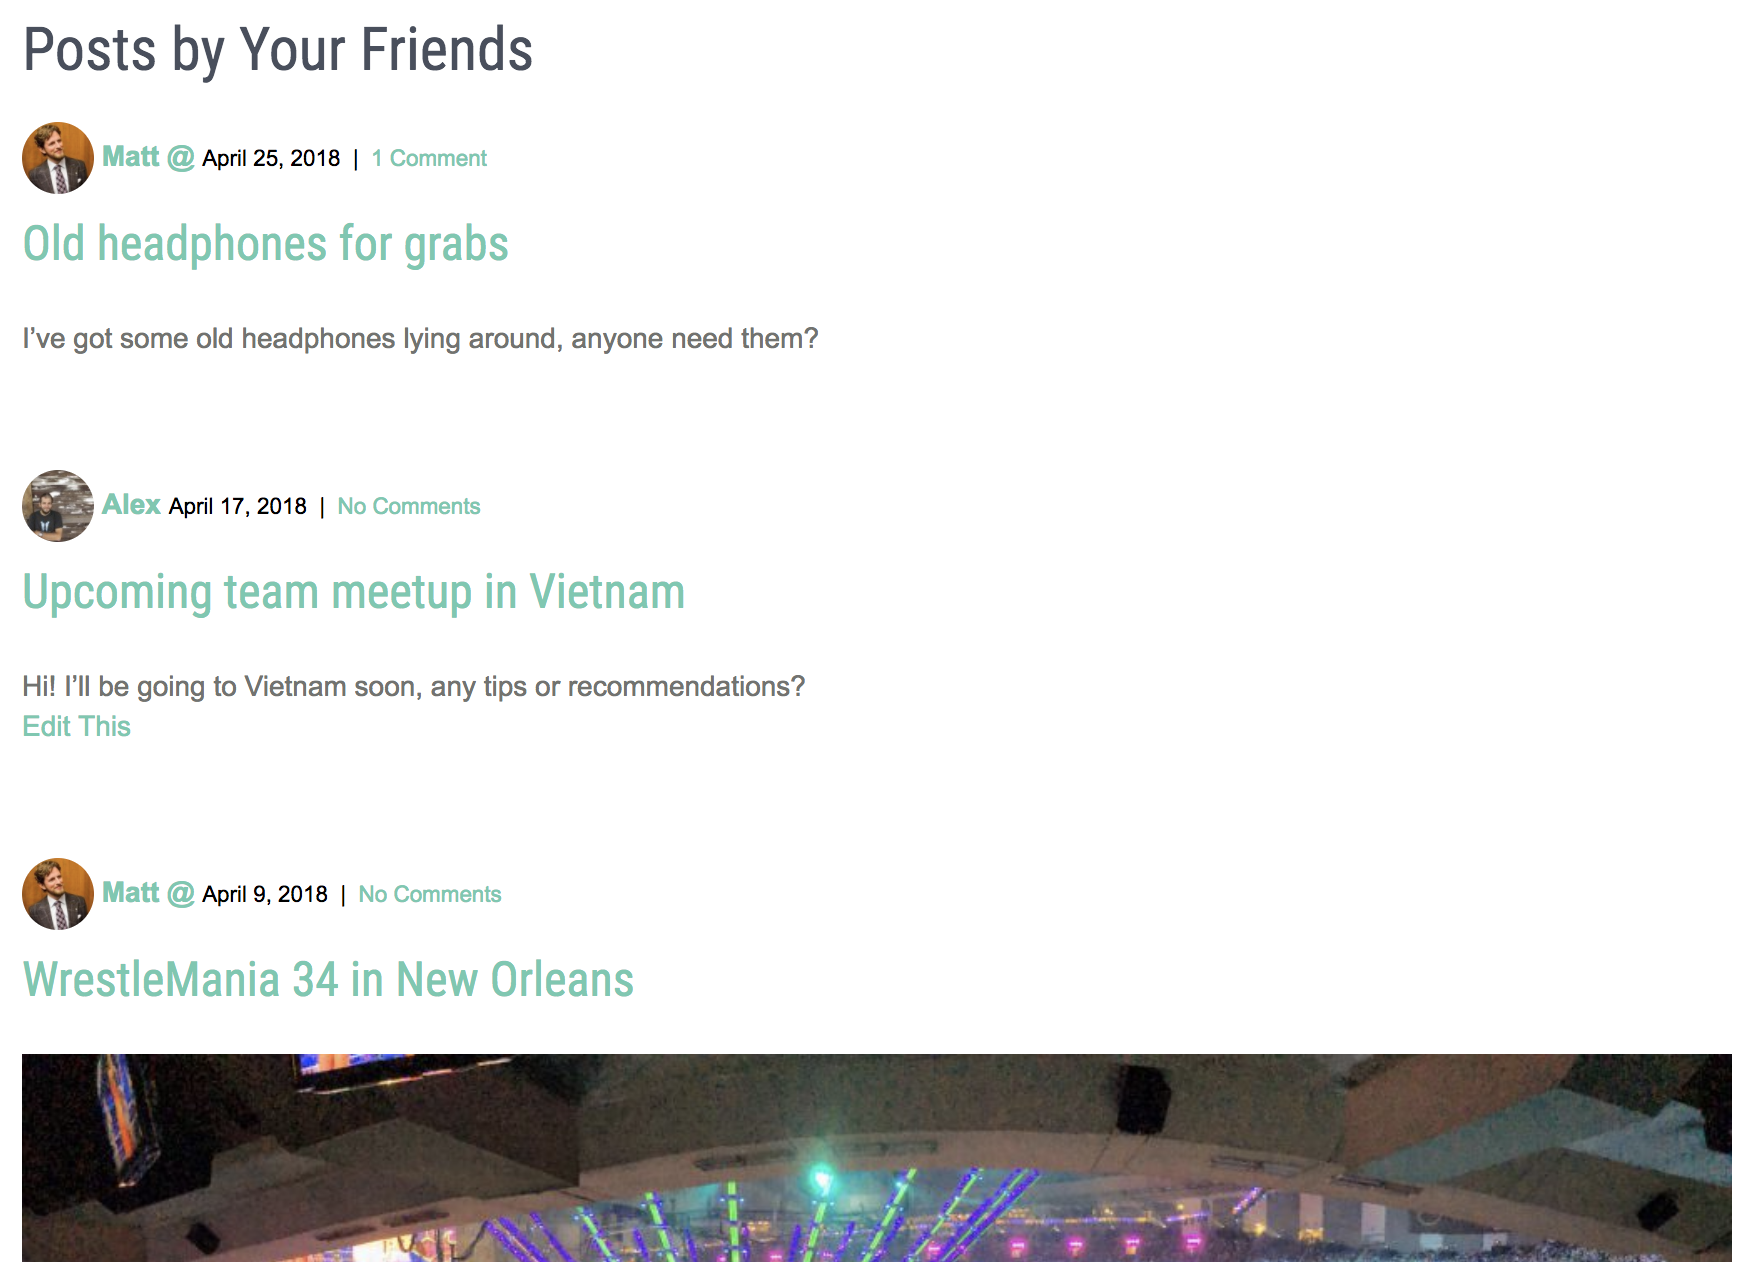 Posts by Your Friends
Matt @ April 25, 2018 | 1 Comment
Old headphones for grabs
I’ve got some old headphones lying around, anyone need them?
Alex April 17, 2018 | No Comments
Upcoming team meetup in Vietnam
Hi! I’ll be going to Vietnam soon, any tips or recommendations?
Edit This
Matt @ April 9, 2018 | No Comments
WrestleMania 34 in New Orleans